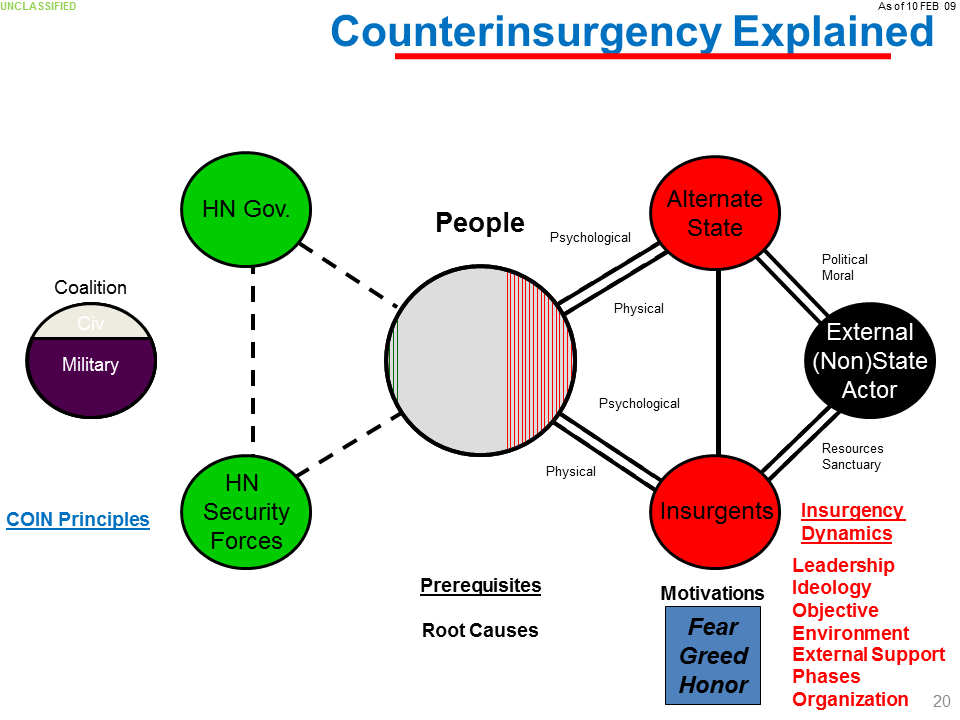 UNCLASSIFIED
As of 10 FEB 09
Counterinsurgency Explained
HN Gov.
People
Alternate
State
Psychological
Physical
Political
Moral
Coalition
Civ
Military
External
(Non)State
Actor
Psychological
Physical
Resources
Sanctuary
HN
Security
Forces
Insurgents
COIN Principles
Insurgency
Dynamics
Prerequisites
Root Causes
Motivations
Fear
Greed
Honor
Leadership
Ideology
Objective
Environment
External Support
Phases
Organization
20